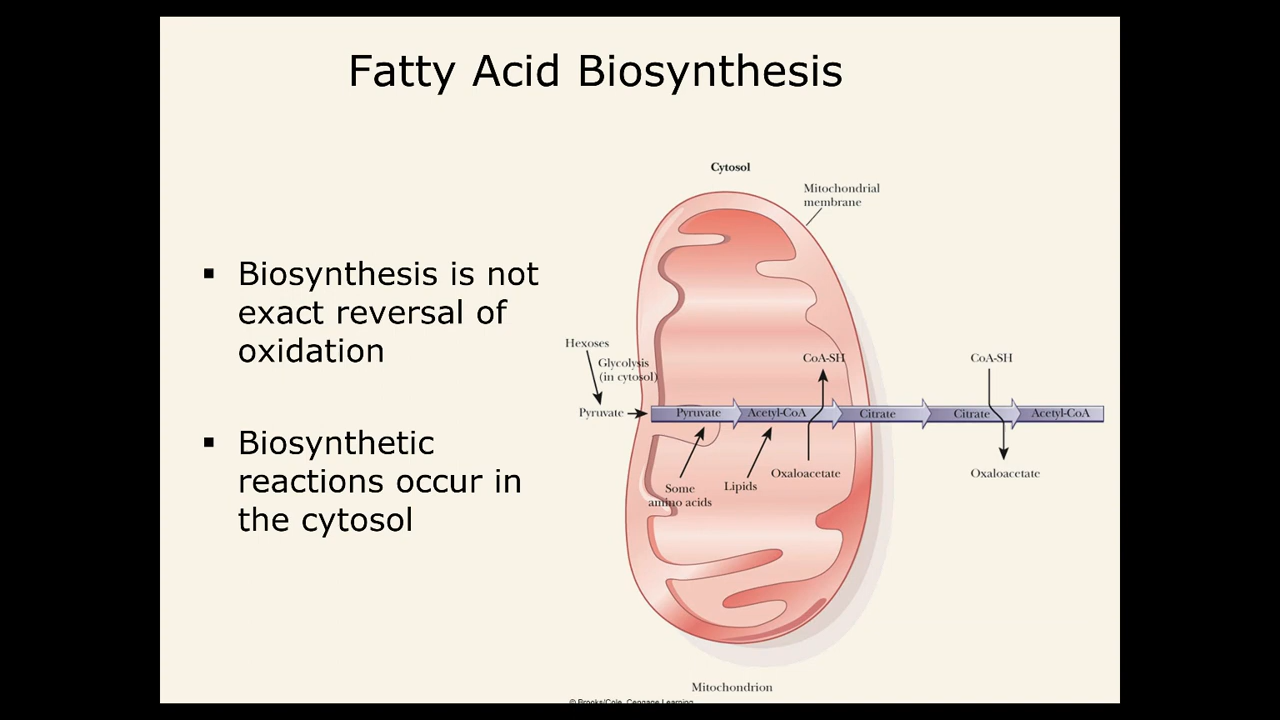 Fatty Acid Biosynthesis
▪ Biosynthesis is not
exact reversal of
oxidation
▪ Biosynthetic
reactions occur in
the cytosol
Cytosol
Mitochondrial
membrane
Hexoses
Glycolysis
(in cytosol)
Pyruvate
Pyruvate
Acetyl-CoA
CoA-SH
Citrate
Citrate
CoA-SH
Acetyl-CoA
Some
amino acids
Lipids
Oxaloacetate
Oxaloacetate
Mitochondrion
© Brooks/Cole, Cengage Learning